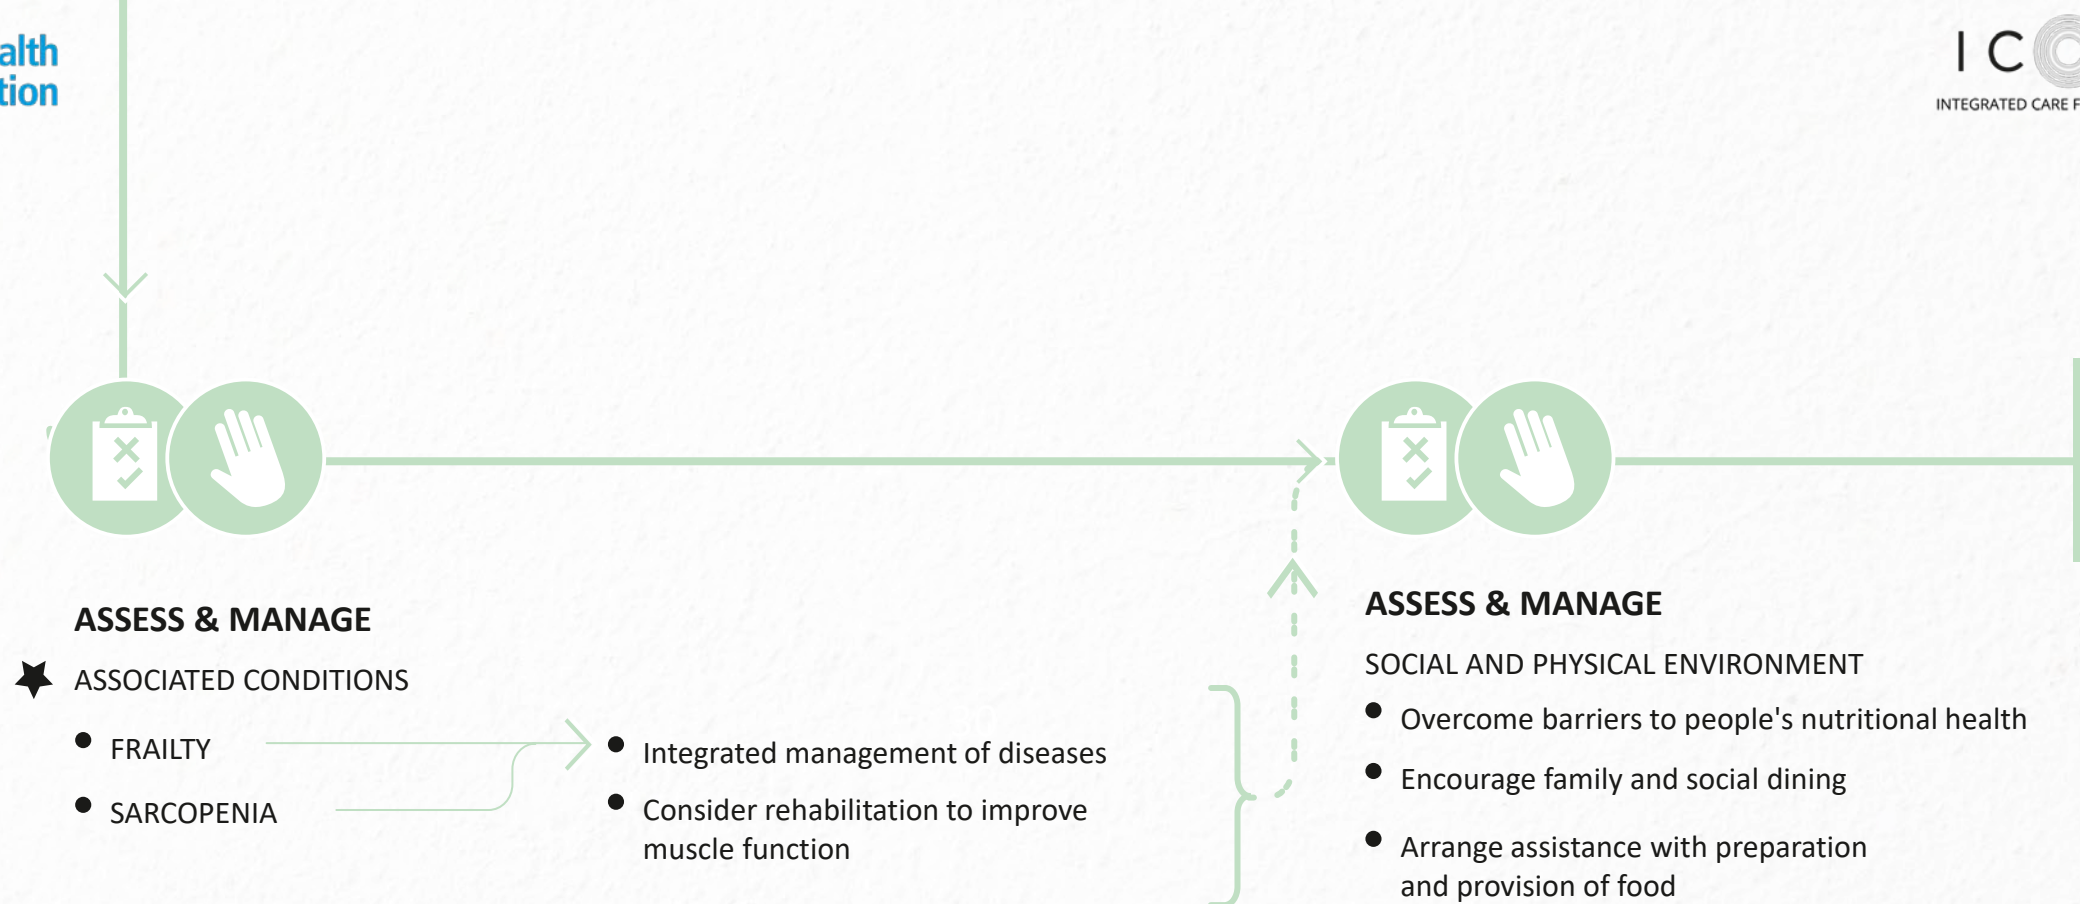 alth
tion
IC
INTEGRATED CARE F
ASSESS & MANAGE
ASSOCIATED CONDITIONS
FRAILTY
SARCOPENIA
Integrated management of diseases
Consider rehabilitation to improve
muscle function
ASSESS & MANAGE
SOCIAL AND PHYSICAL ENVIRONMENT
Overcome barriers to people's nutritional health
Encourage family and social dining
Arrange assistance with preparation
and provision of food